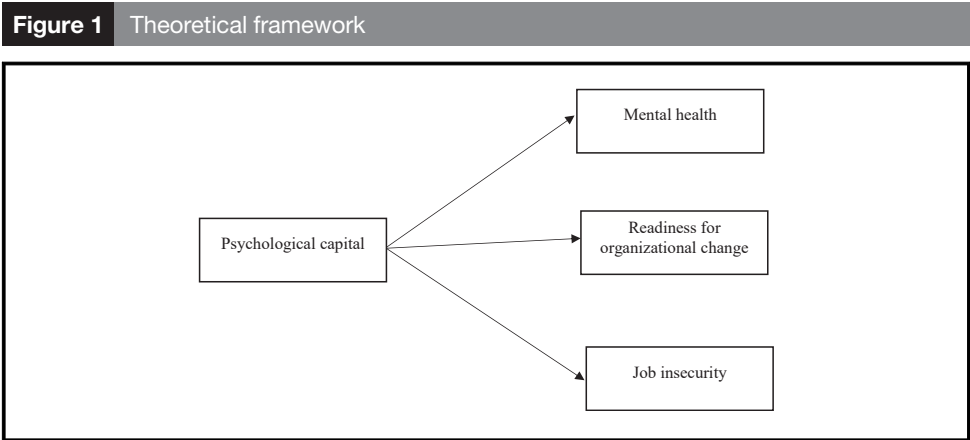 Figure 1 Theoretical framework
Mental health
Psychological capital
Readiness for
organizational change
Job insecurity